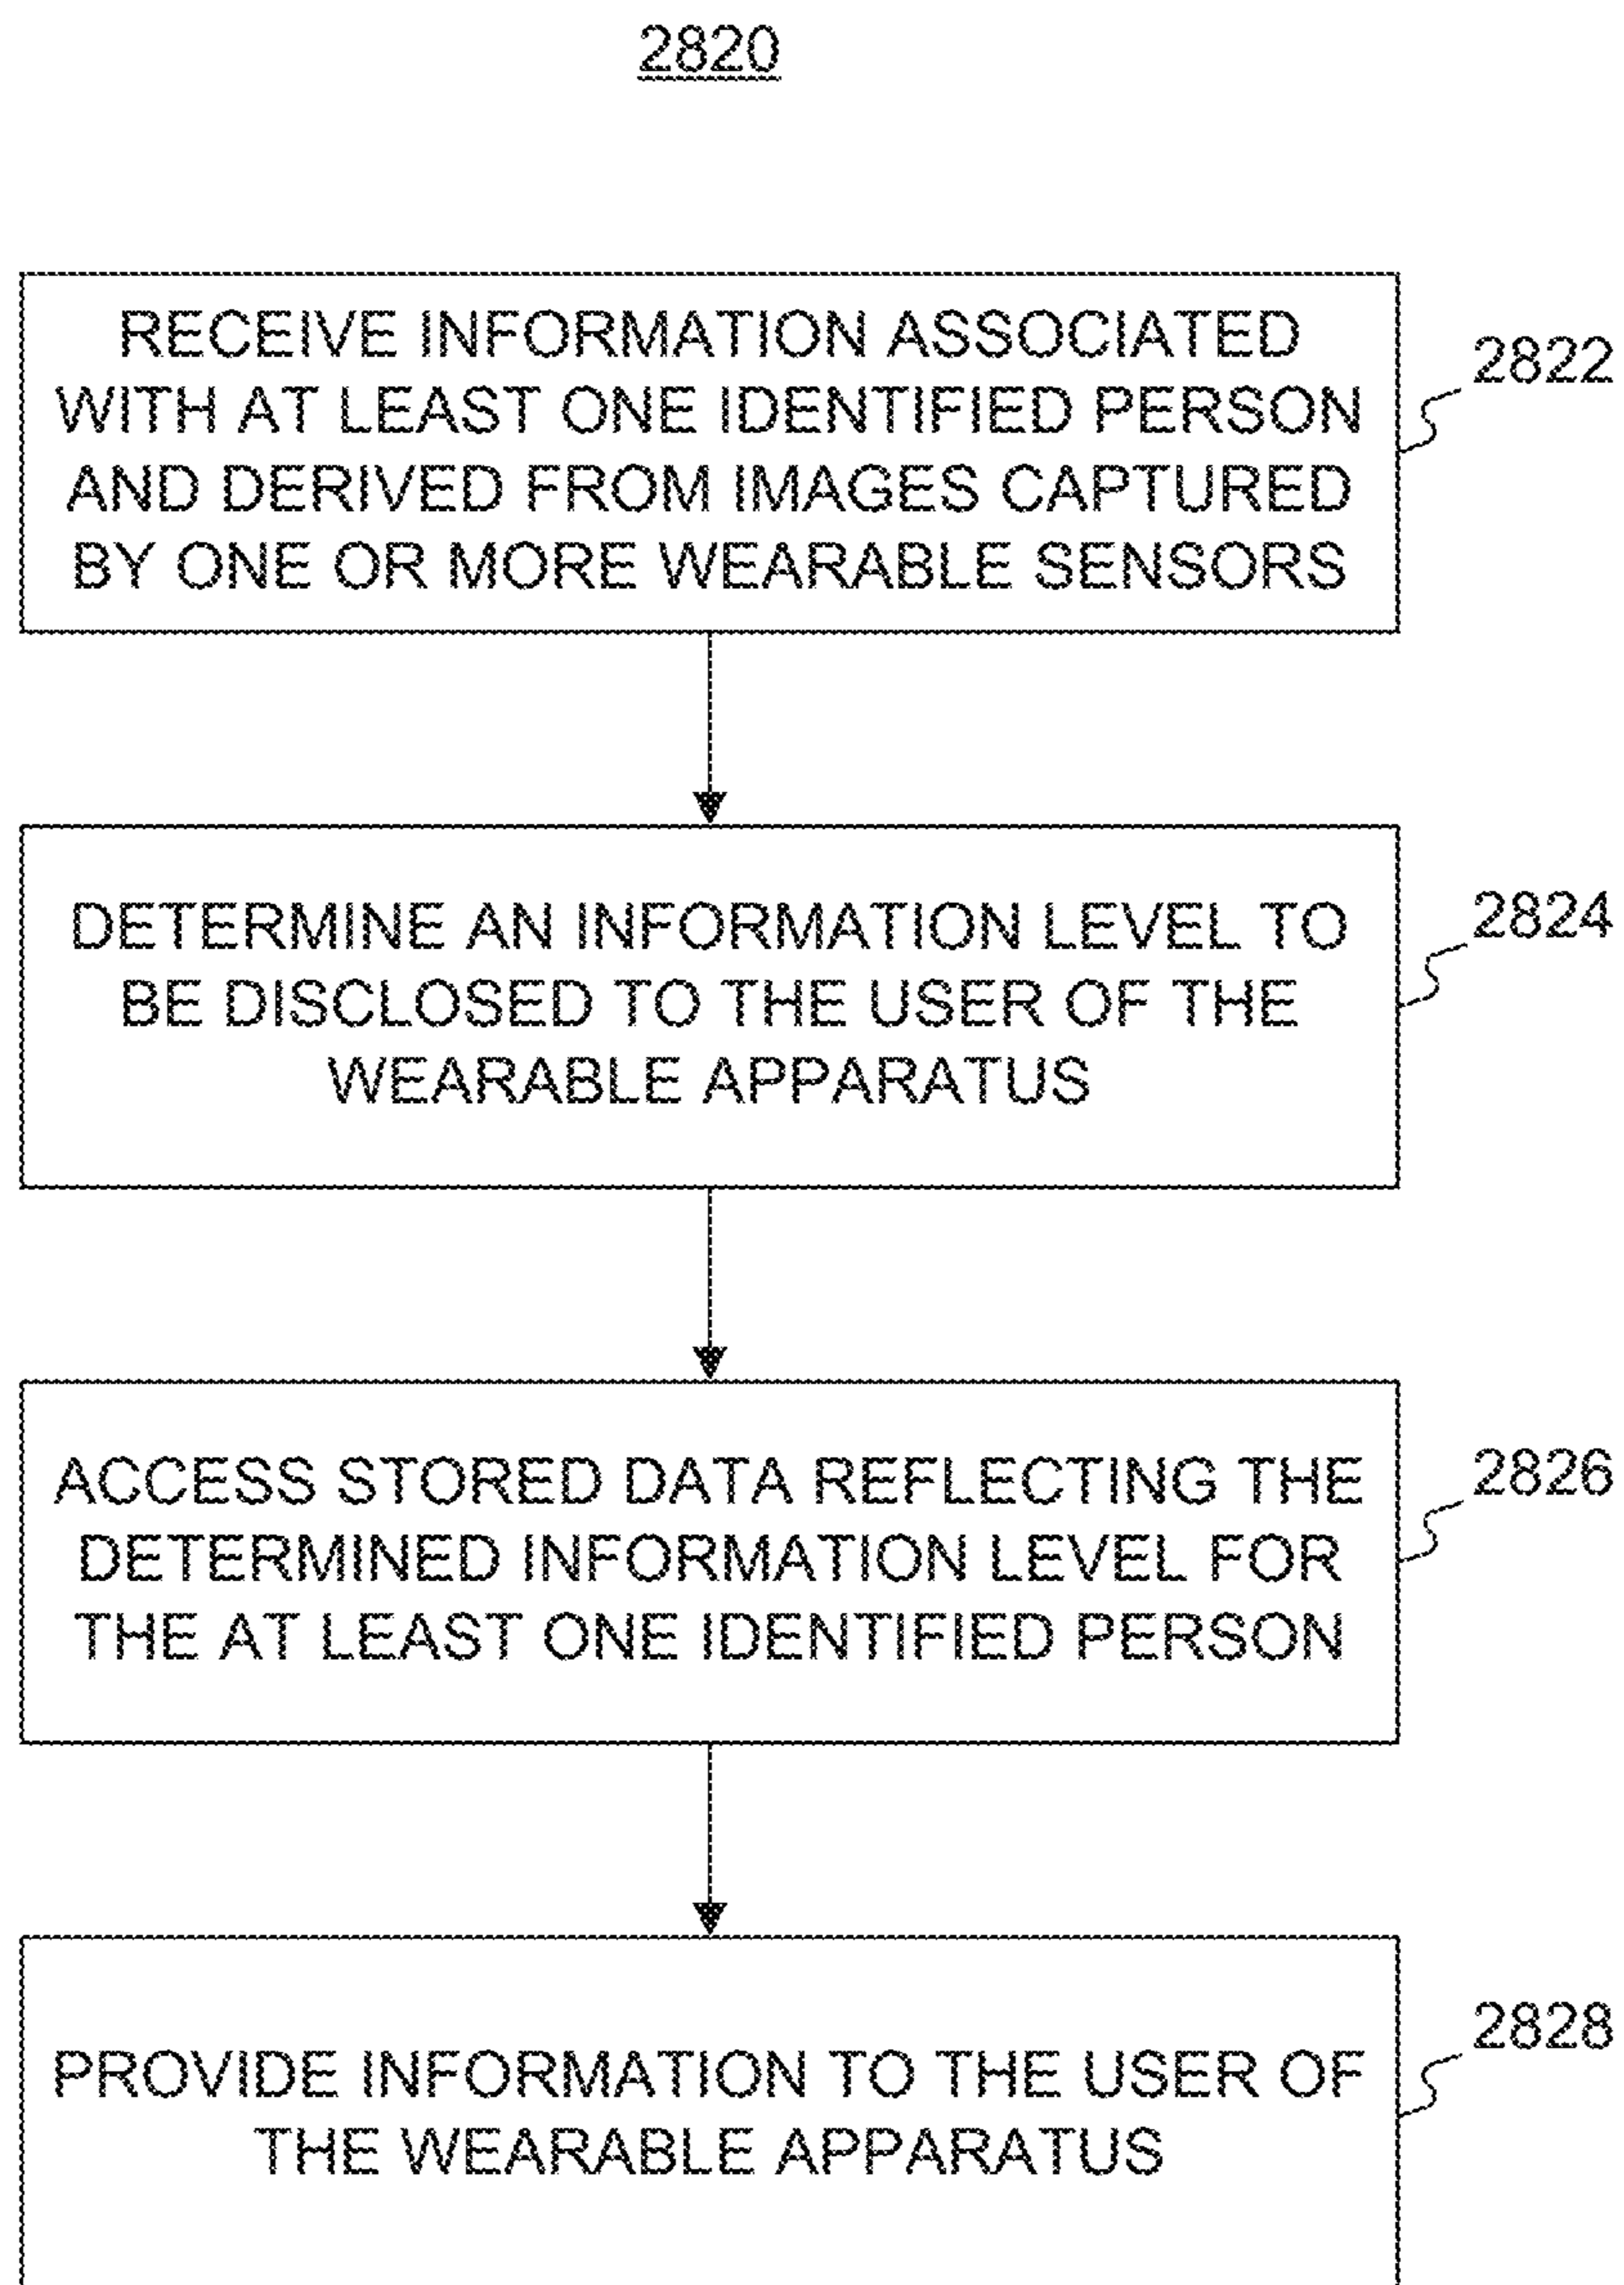 2820
RECEIVE INFORMATION ASSOCIATED
WITH AT LEAST ONE IDENTIFIED PERSON
AND DERIVED FROM IMAGES CAPTURED
BY ONE OR MORE WEARABLE SENSORS
2822
DETERMINE AN INFORMATION LEVEL TO
BE DISCLOSED TO THE USER OF THE
WEARABLE APPARATUS
2824
ACCESS STORED DATA REFLECTING THE
DETERMINED INFORMATION LEVEL FOR
THE AT LEAST ONE IDENTIFIED PERSON
2826
PROVIDE INFORMATION TO THE USER OF
THE WEARABLE APPARATUS
2828